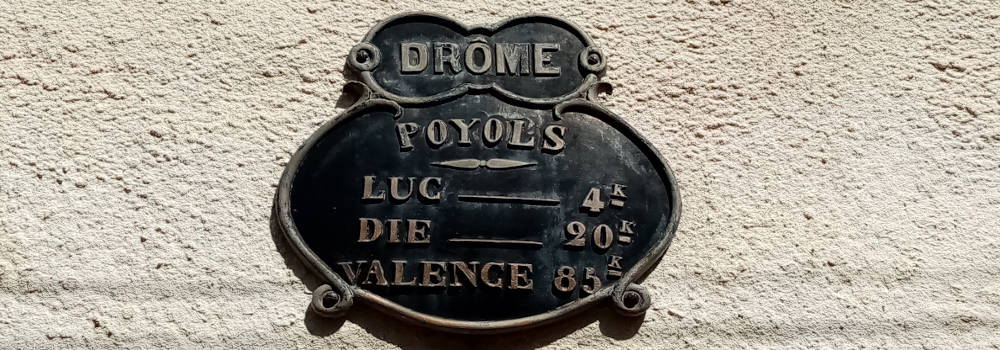 DRÔME
POYOLS
LUC — 4K
DIE — 20K
VALENCE 85K